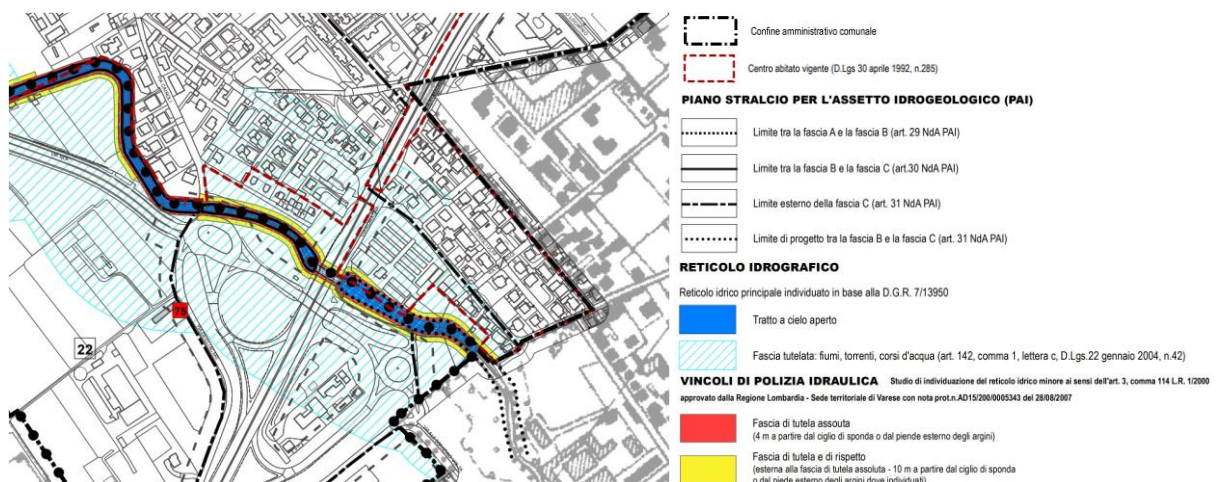 Confine amministrativo comunale
Centro abitato vigente (D.Lgs 30 aprile 1992, n.285)
PIANO STRALCIO PER L'ASSETTO IDROGEOLOGICO (PAI)
Limite tra la fascia A e la fascia B (art. 29 NdA PAI)
Limite tra la fascia B e la fascia C (art.30 NdA PAI)
Limite esterno della fascia C (art. 31 NdA PAI)
Limite di progetto tra la fascia B e la fascia C (art. 31 NdA PAI)
RETICOLO IDROGRAFICO
Reticolo idrico principale individuato in base alla D.G.R. 7/13950
Tratto a cielo aperto
Fascia tutelata: fiumi, torrenti, corsi d'acqua (art. 142, comma 1, lettera c, D.Lgs.22 gennaio 2004, n.42)
VINCOLI DI POLIZIA IDRAULICA Studio di individuazione del reticolo idrico minore ai sensi dell'art. 3, comma 114 L.R. 1/2000
approvato dalla Regione Lombardia - Sede territoriale di Varese con nota prot.n.AD15/200/0005343 del 28/08/2007
Fascia di tutela assouta
(4 m a partire dal ciglio di sponda o dal piende esterno degli argini)
Fascia di tutela e di rispetto
(esterna alla fascia di tutela assoluta - 10 m a partire dal ciglio di sponda
o dal piede esterno degli argini dove individuati)
75
22